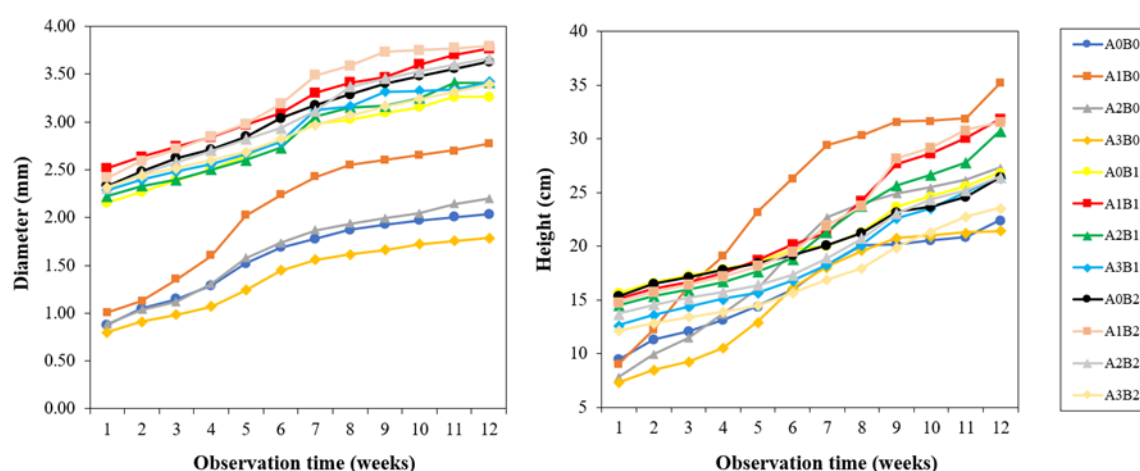 4.00
3.50
3.00
2.50
2.00
1.50
1.00
0.50
0.00
Diameter (mm)
1 2 3 4 5 6 7 8 9 10 11 12
Observation time (weeks)
40
35
30
25
20
15
10
5
Height (cm)
1 2 3 4 5 6 7 8 9 10 11 12
Observation time (weeks)
A0B0
A1B0
A2B0
A3B0
A0B1
A1B1
A2B1
A3B1
A0B2
A1B2
A2B2
A3B2